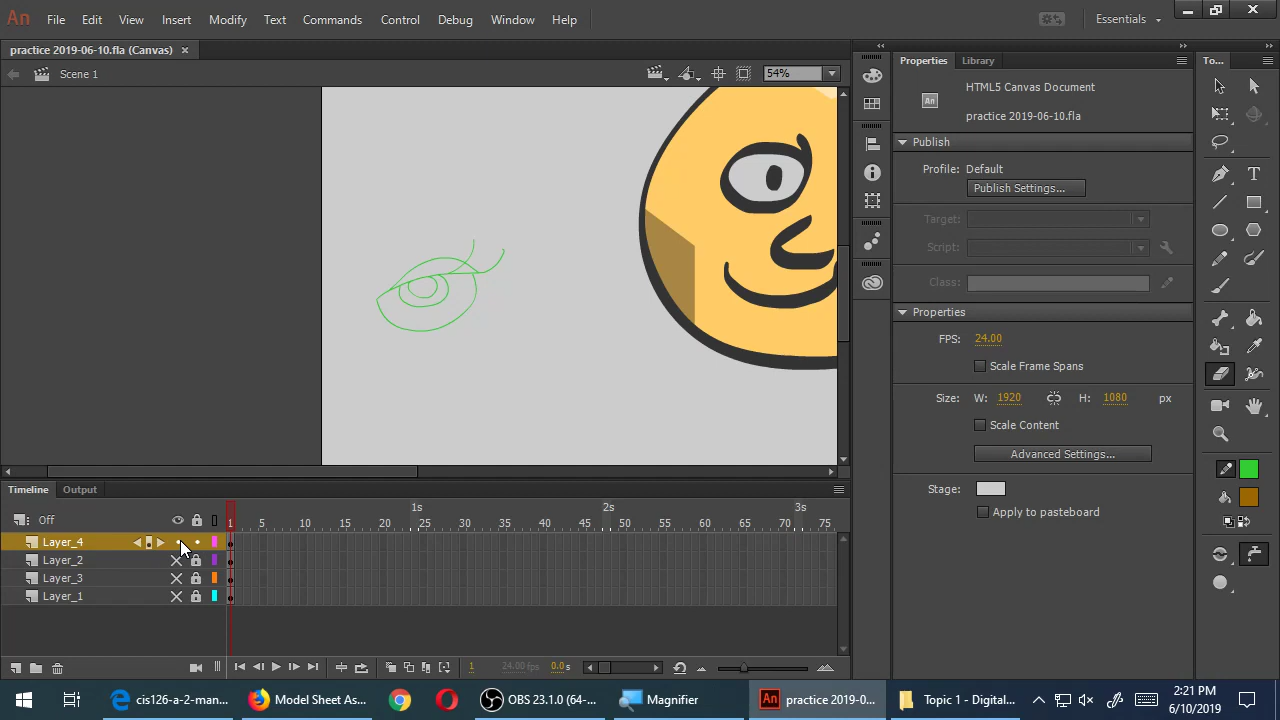 An File Edit View Insert Modify Text Commands Control Debug Window Help Essentials
practice 2019-06-10.fla (Canvas) ×
Scene 1 54%
Properties Library To...
HTML5 Canvas Document
An practice 2019-06-10.fla
Publish
Profile: Default
Publish Settings...
Target:
Script:
Class:
Properties
FPS: 24.00
Scale Frame Spans
Size: W: 1920 H: 1080 px
Scale Content
Advanced Settings...
Stage:
Apply to pasteboard
Timeline Output
1s 2s 3s
Off 1 5 10 15 20 25 30 35 40 45 50 55 60 65 70 75
Layer_4
Layer_2
Layer_3
Layer_1
1 24.00 fps 0.0 s
cis126-a-2-man... Model Sheet As... OBS 23.1.0 (64-... Magnifier An practice 2019-0... Topic 1 - Digital...
2:21 PM
6/10/2019